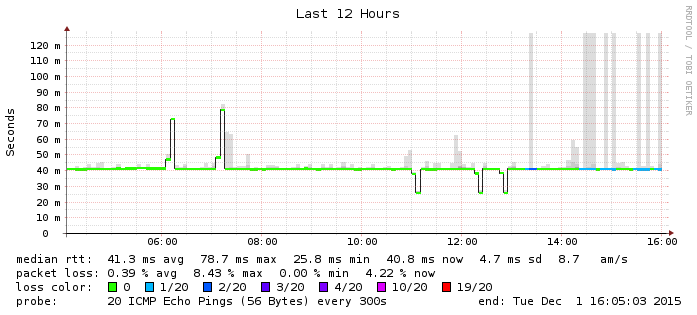 Last 12 Hours
RRDTOOL / TOBI OETIKER
Seconds
120 m
110 m
100 m
90 m
80 m
70 m
60 m
50 m
40 m
30 m
20 m
10 m
0
06:00 08:00 10:00 12:00 14:00 16:00
median rtt: 41.3 ms avg 78.7 ms max 25.8 ms min 40.8 ms now 4.7 ms sd 8.7 am/s
packet loss: 0.39 % avg 8.43 % max 0.00 % min 4.22 % now
loss color: 0 1/20 2/20 3/20 4/20 10/20 19/20
probe: 20 ICMP Echo Pings (56 Bytes) every 300s end: Tue Dec 1 16:05:03 2015